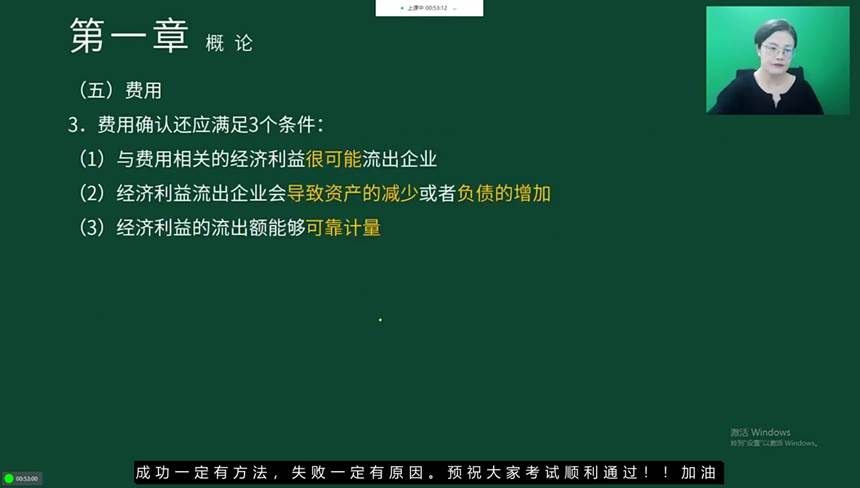 上课中 00:53:12
第一章 概 论
（五）费用
3．费用确认还应满足3个条件：
（1）与费用相关的经济利益很可能流出企业
（2）经济利益流出企业会导致资产的减少或者负债的增加
（3）经济利益的流出额能够可靠计量
激活 Windows
转到"设置"以激活 Windows。
00:53:00
成功一定有方法，失败一定有原因。预祝大家考试顺利通过！！加油